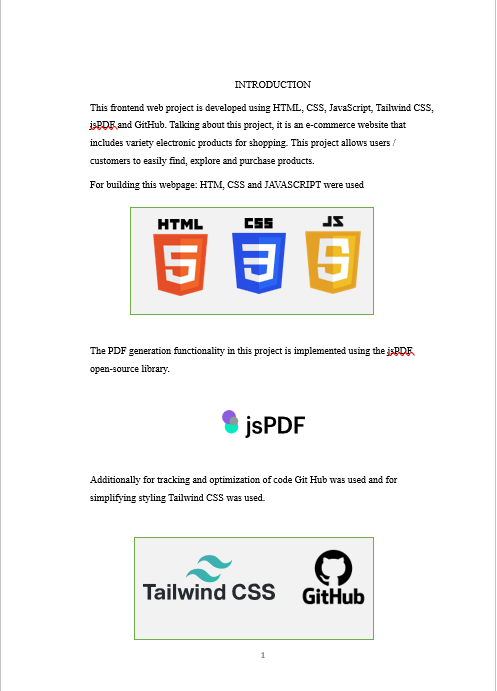 INTRODUCTION
This frontend web project is developed using HTML, CSS, JavaScript, Tailwind CSS,
jsPDF and GitHub. Talking about this project, it is an e-commerce website that
includes variety electronic products for shopping. This project allows users /
customers to easily find, explore and purchase products.
For building this webpage: HTM, CSS and JAVASCRIPT were used
HTML CSS JS
5 3 5
The PDF generation functionality in this project is implemented using the jsPDF
open-source library.
jsPDF
Additionally for tracking and optimization of code Git Hub was used and for
simplifying styling Tailwind CSS was used.
Tailwind CSS GitHub
1